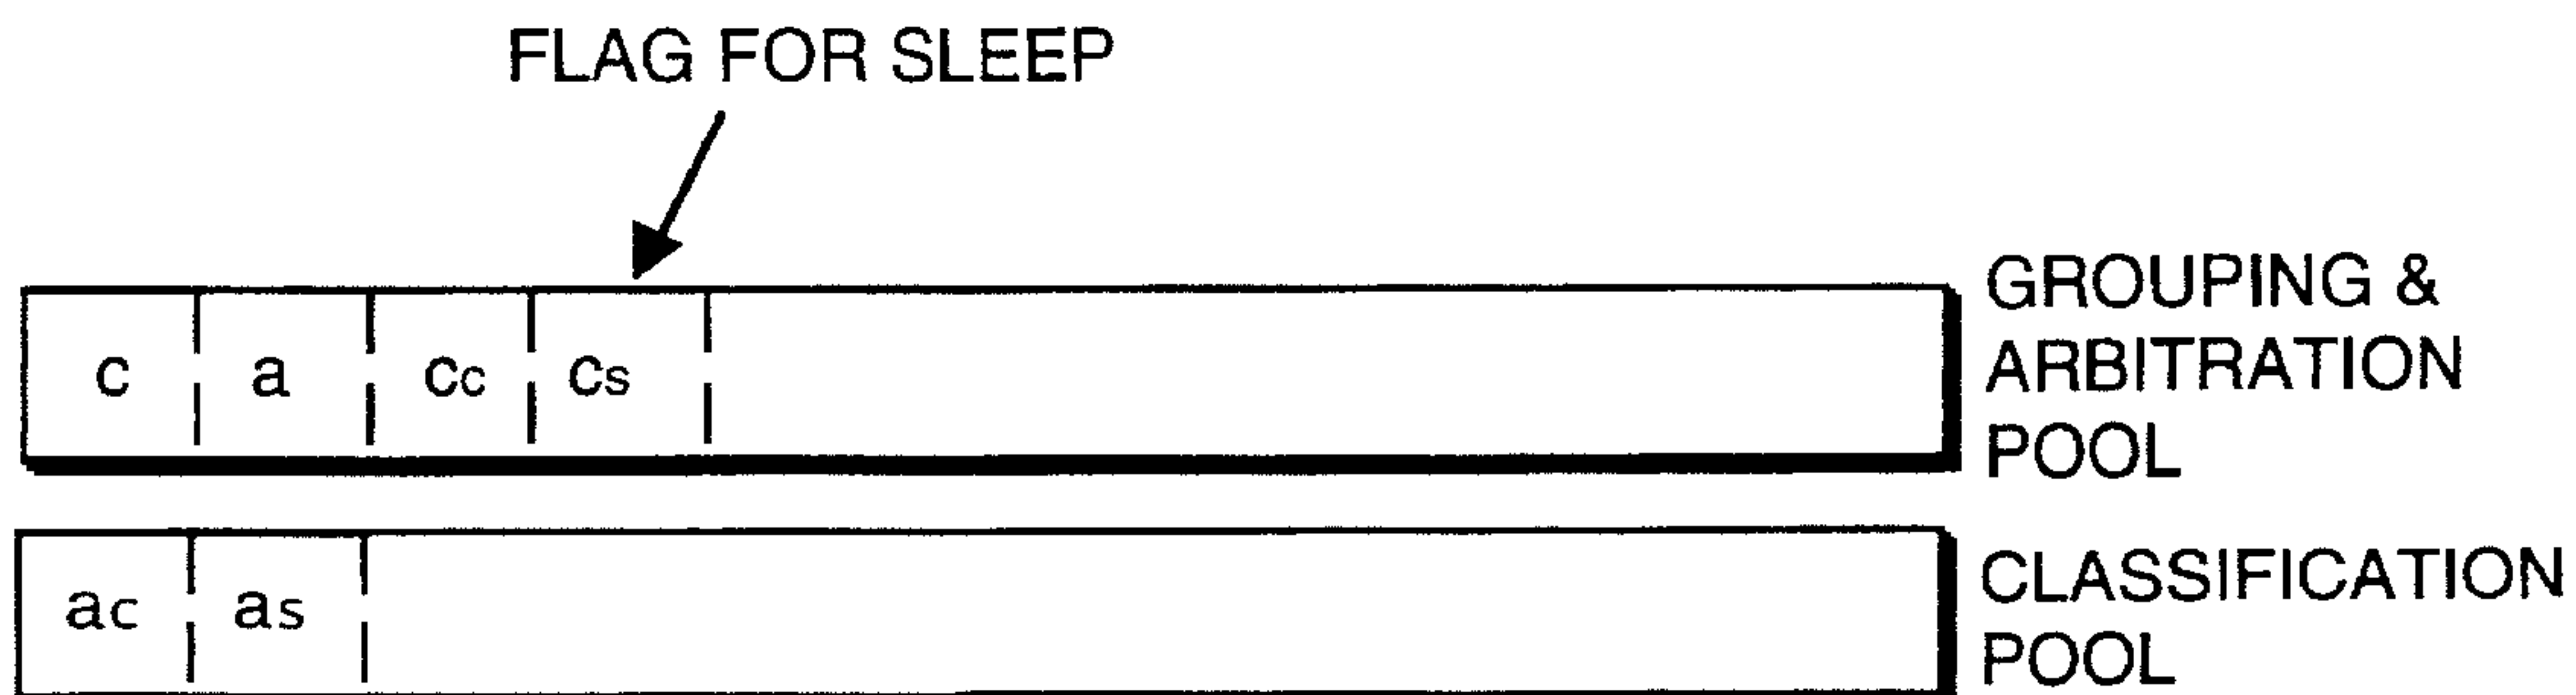 FLAG FOR SLEEP
c a cc cs
GROUPING &
ARBITRATION
POOL
ac as
CLASSIFICATION
POOL